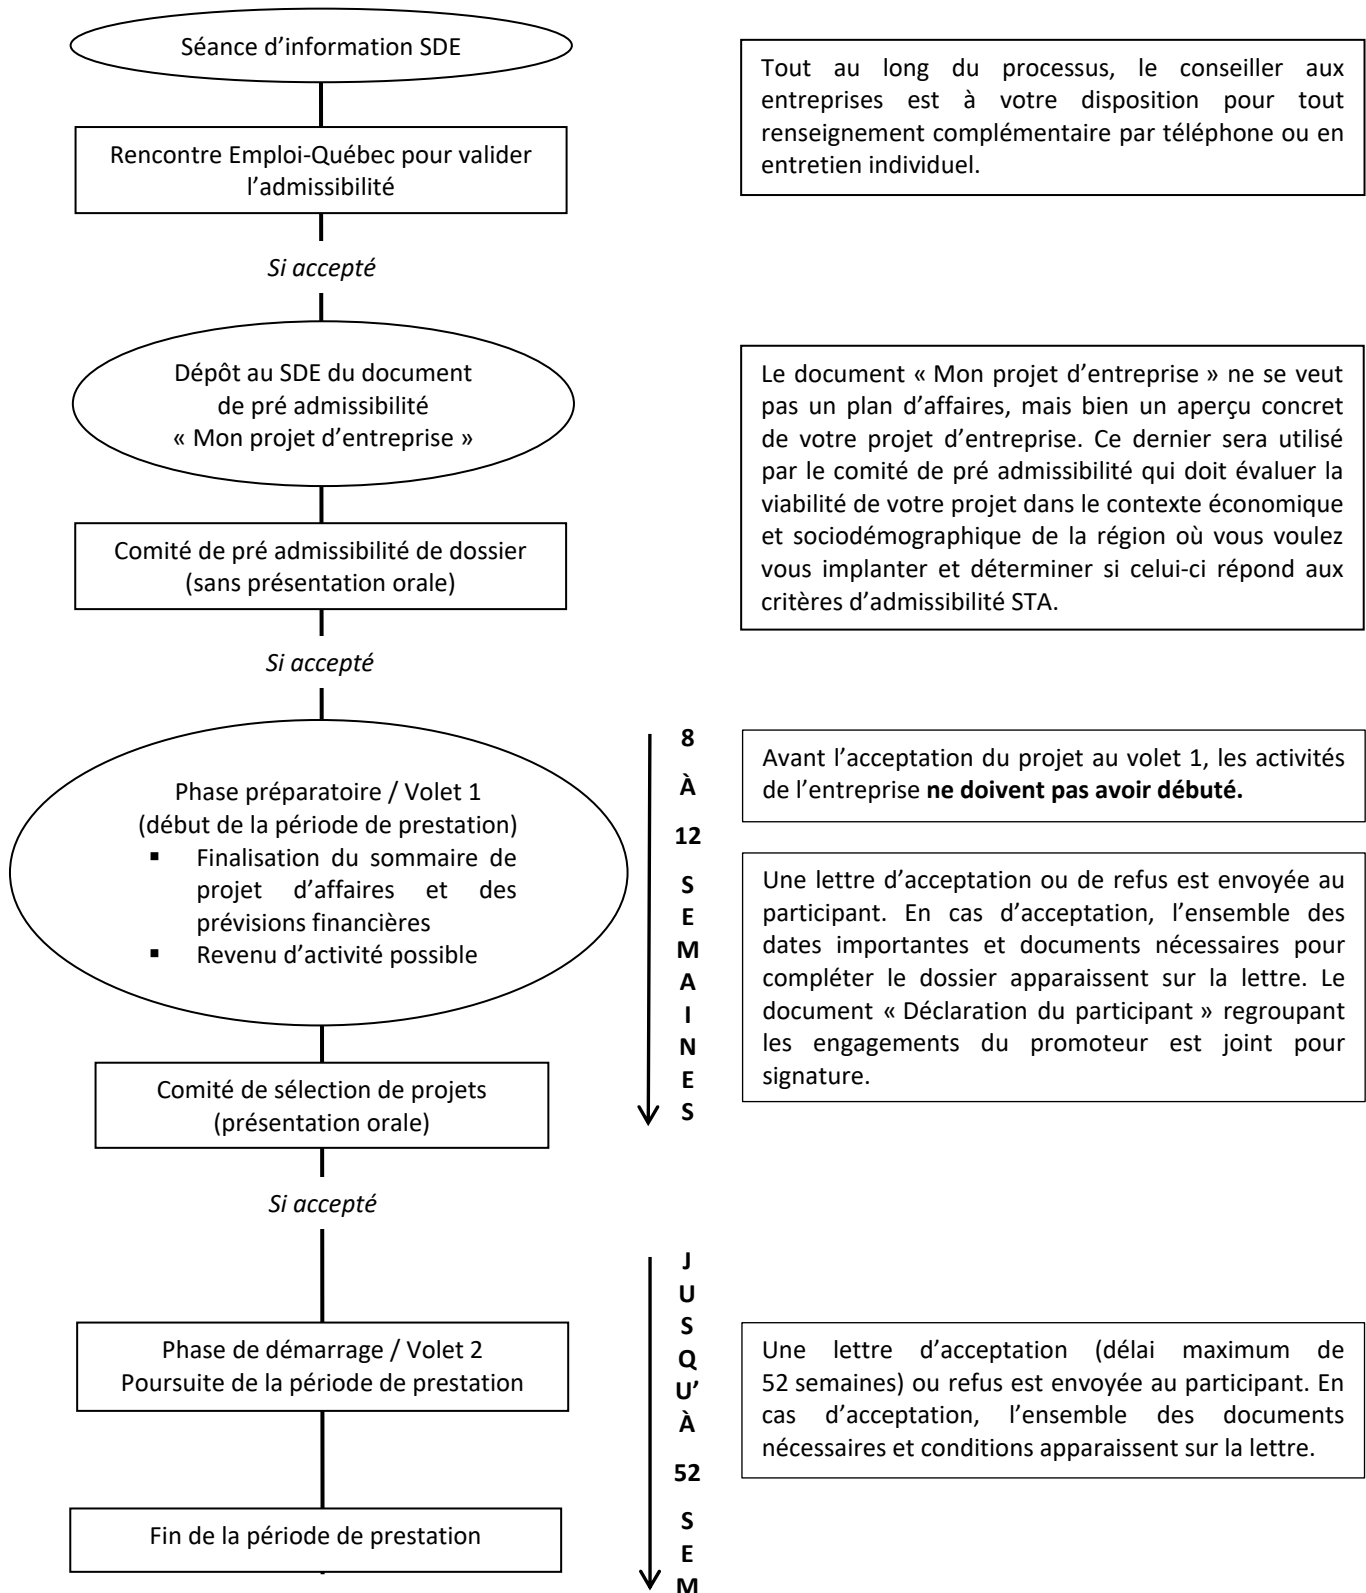 Séance d’information SDE
Tout au long du processus, le conseiller aux
entreprises est à votre disposition pour tout
renseignement complémentaire par téléphone ou en
entretien individuel.
Rencontre Emploi-Québec pour valider
l’admissibilité
Si accepté
Dépôt au SDE du document
de pré admissibilité
« Mon projet d’entreprise »
Le document « Mon projet d’entreprise » ne se veut
pas un plan d’affaires, mais bien un aperçu concret
de votre projet d’entreprise. Ce dernier sera utilisé
par le comité de pré admissibilité qui doit évaluer la
viabilité de votre projet dans le contexte économique
et sociodémographique de la région où vous voulez
vous implanter et déterminer si celui-ci répond aux
critères d’admissibilité STA.
Comité de pré admissibilité de dossier
(sans présentation orale)
Si accepté
Phase préparatoire / Volet 1
(début de la période de prestation)
▪ Finalisation du sommaire de
projet d’affaires et des
prévisions financières
▪ Revenu d’activité possible
8
À
12
S
E
M
A
I
N
E
S
Avant l’acceptation du projet au volet 1, les activités
de l’entreprise ne doivent pas avoir débuté.
Une lettre d’acceptation ou de refus est envoyée au
participant. En cas d’acceptation, l’ensemble des
dates importantes et documents nécessaires pour
compléter le dossier apparaissent sur la lettre. Le
document « Déclaration du participant » regroupant
les engagements du promoteur est joint pour
signature.
Comité de sélection de projets
(présentation orale)
Si accepté
Phase de démarrage / Volet 2
Poursuite de la période de prestation
J
U
S
Q
U’
À
52
S
E
M
Une lettre d’acceptation (délai maximum de
52 semaines) ou refus est envoyée au participant. En
cas d’acceptation, l’ensemble des documents
nécessaires et conditions apparaissent sur la lettre.
Fin de la période de prestation